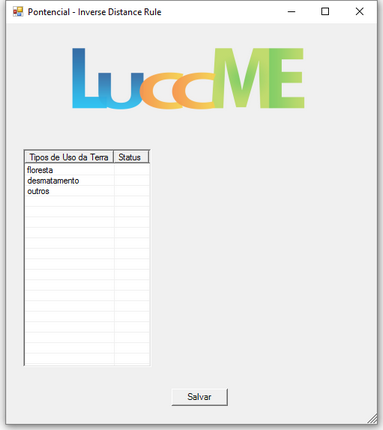 Pontencial - Inverse Distance Rule
LuccME
Tipos de Uso da Terra Status
floresta
desmatamento
outros
Salvar